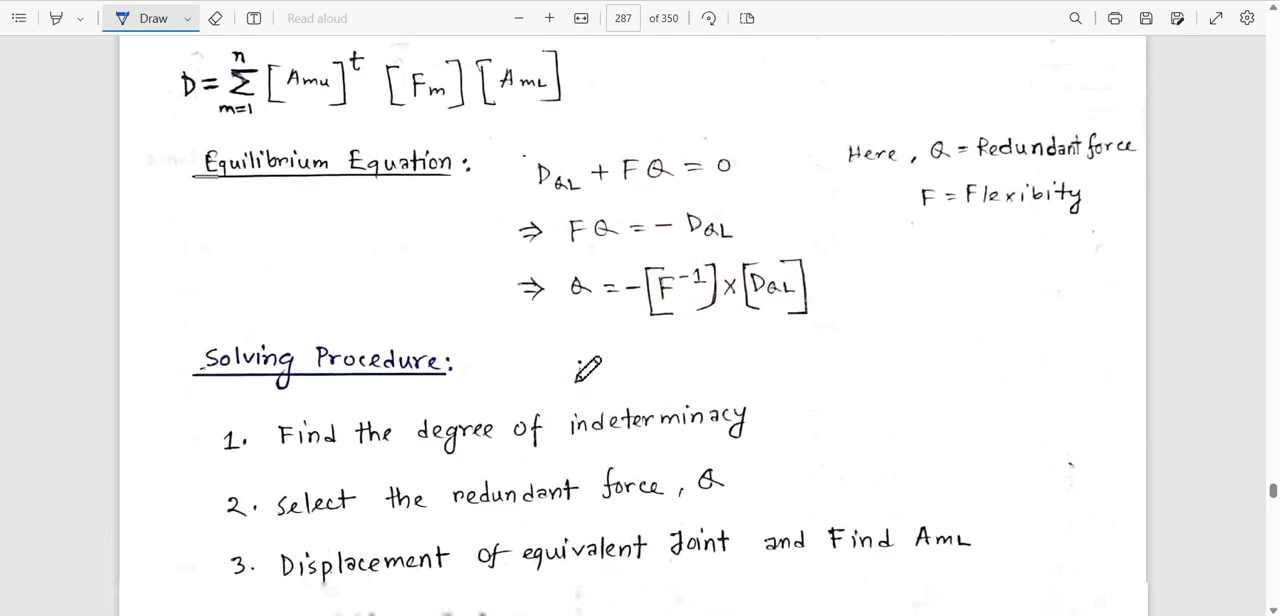 Draw
Read aloud
287 of 350
D = n Σ m=1 [Amu]^t [Fm] [AmL]
Equilibrium Equation: DQL + FQ = 0
Here, Q = Redundant force
F = Flexibity
⇒ FQ = - DQL
⇒ Q = -[F^-1] x [DQL]
Solving Procedure:
1. Find the degree of indeterminacy
2. Select the redundant force, Q
3. Displacement of equivalent Joint and Find AmL